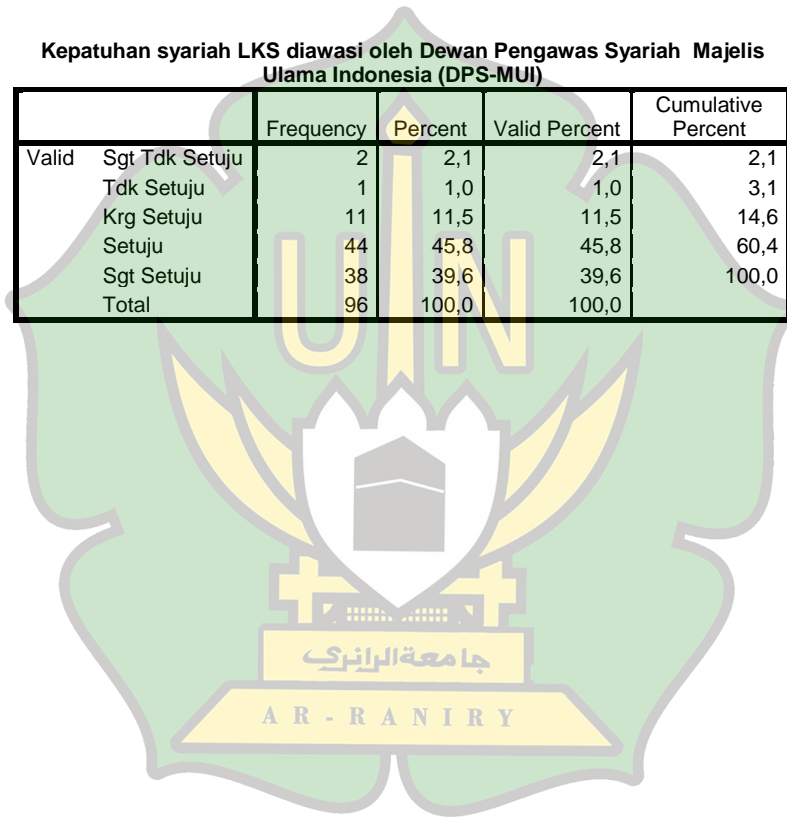 Kepatuhan syariah LKS diawasi oleh Dewan Pengawas Syariah Majelis
Ulama Indonesia (DPS-MUI)
Frequency Percent Valid Percent Cumulative Percent
Valid Sgt Tdk Setuju 2 2,1 2,1 2,1
Tdk Setuju 1 1,0 1,0 3,1
Krg Setuju 11 11,5 11,5 14,6
Setuju 44 45,8 45,8 60,4
Sgt Setuju 38 39,6 39,6 100,0
Total 96 100,0 100,0
UIN
جامعة الرانري
AR-RANIRY